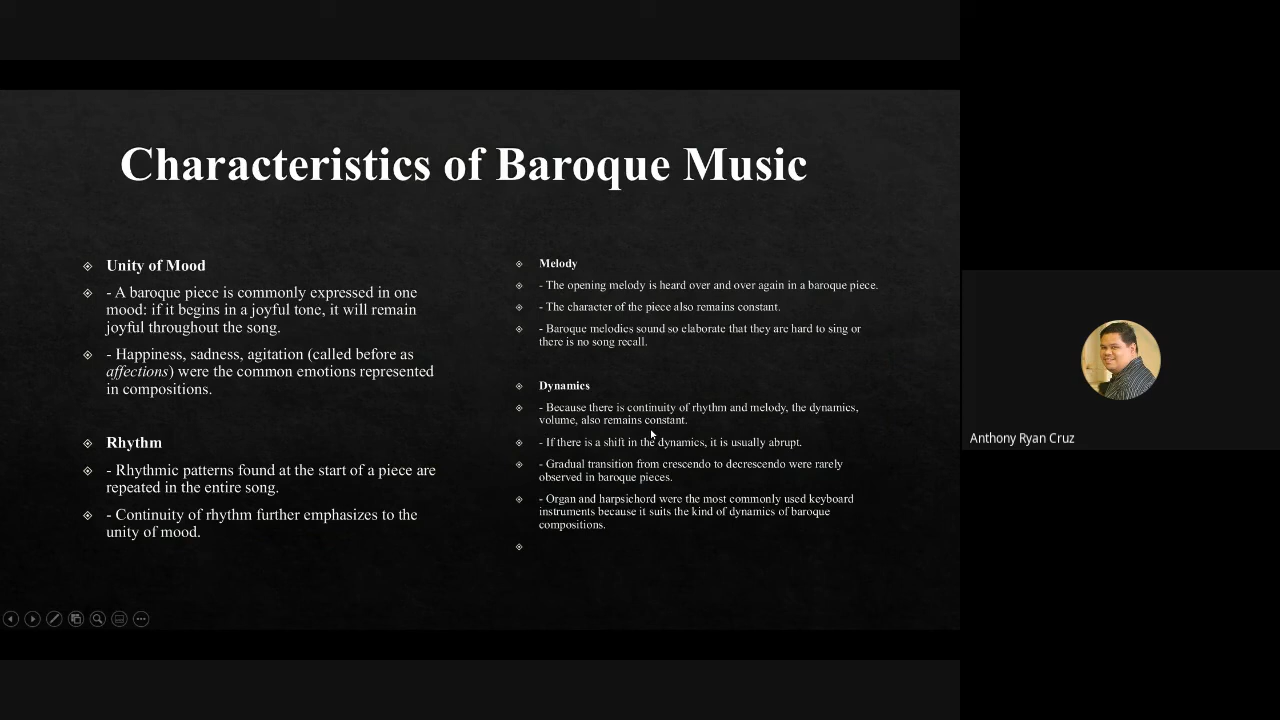 Characteristics of Baroque Music
Unity of Mood
- A baroque piece is commonly expressed in one
mood: if it begins in a joyful tone, it will remain
joyful throughout the song.
- Happiness, sadness, agitation (called before as
affections) were the common emotions represented
in compositions.
Rhythm
- Rhythmic patterns found at the start of a piece are
repeated in the entire song.
- Continuity of rhythm further emphasizes to the
unity of mood.
Melody
- The opening melody is heard over and over again in a baroque piece.
- The character of the piece also remains constant.
- Baroque melodies sound so elaborate that they are hard to sing or
there is no song recall.
Dynamics
- Because there is continuity of rhythm and melody, the dynamics,
volume, also remains constant.
- If there is a shift in the dynamics, it is usually abrupt.
- Gradual transition from crescendo to decrescendo were rarely
observed in baroque pieces.
- Organ and harpsichord were the most commonly used keyboard
instruments because it suits the kind of dynamics of baroque
compositions.
Anthony Ryan Cruz